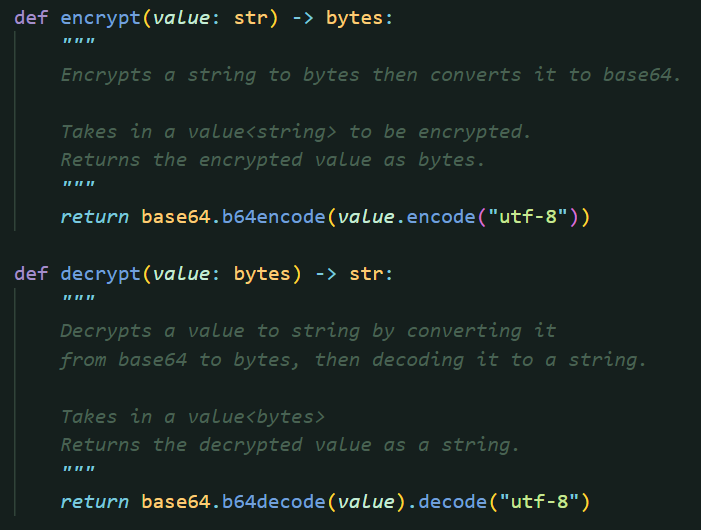 def encrypt(value: str) -> bytes:
    """
    Encrypts a string to bytes then converts it to base64.

    Takes in a value<string> to be encrypted.
    Returns the encrypted value as bytes.
    """
    return base64.b64encode(value.encode("utf-8"))

def decrypt(value: bytes) -> str:
    """
    Decrypts a value to string by converting it
    from base64 to bytes, then decoding it to a string.

    Takes in a value<bytes>
    Returns the decrypted value as a string.
    """
    return base64.b64decode(value).decode("utf-8")